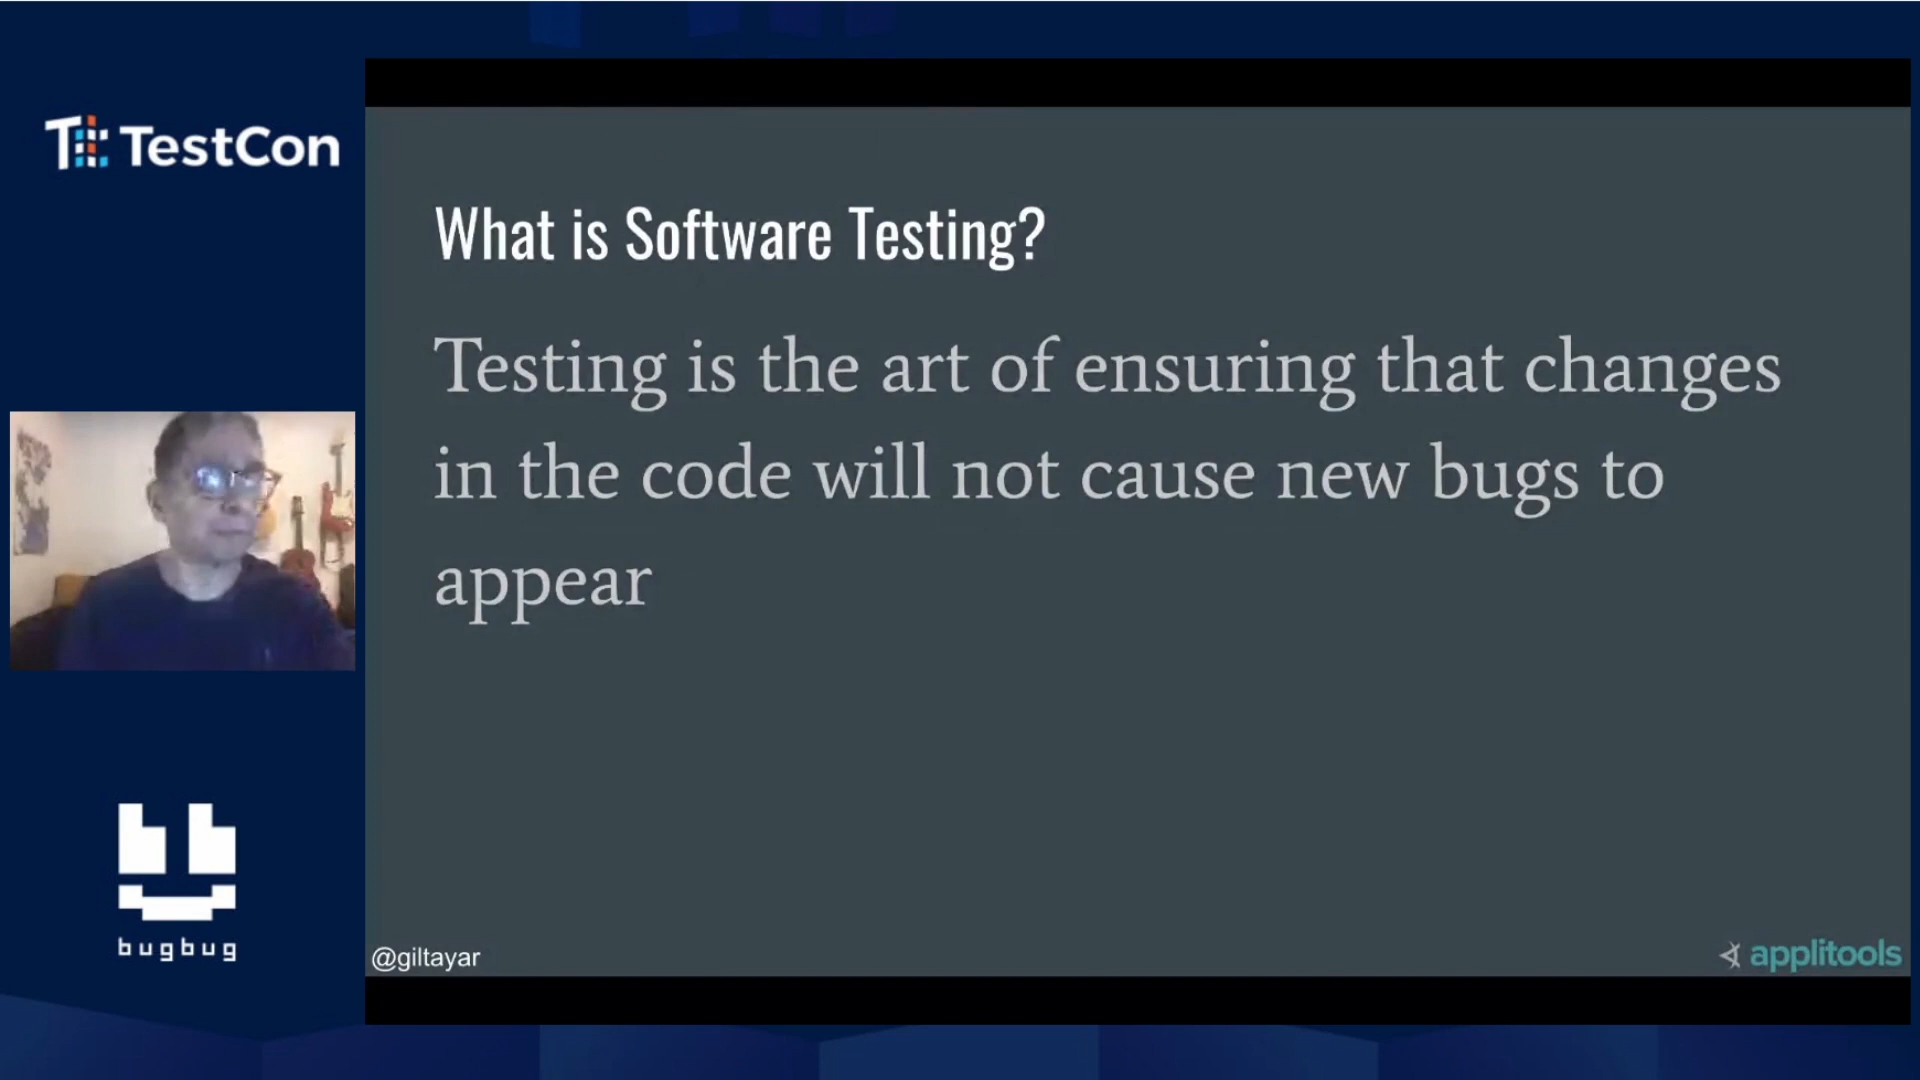 TestCon
What is Software Testing?
Testing is the art of ensuring that changes
in the code will not cause new bugs to
appear
bugbug
@giltayar
applitools